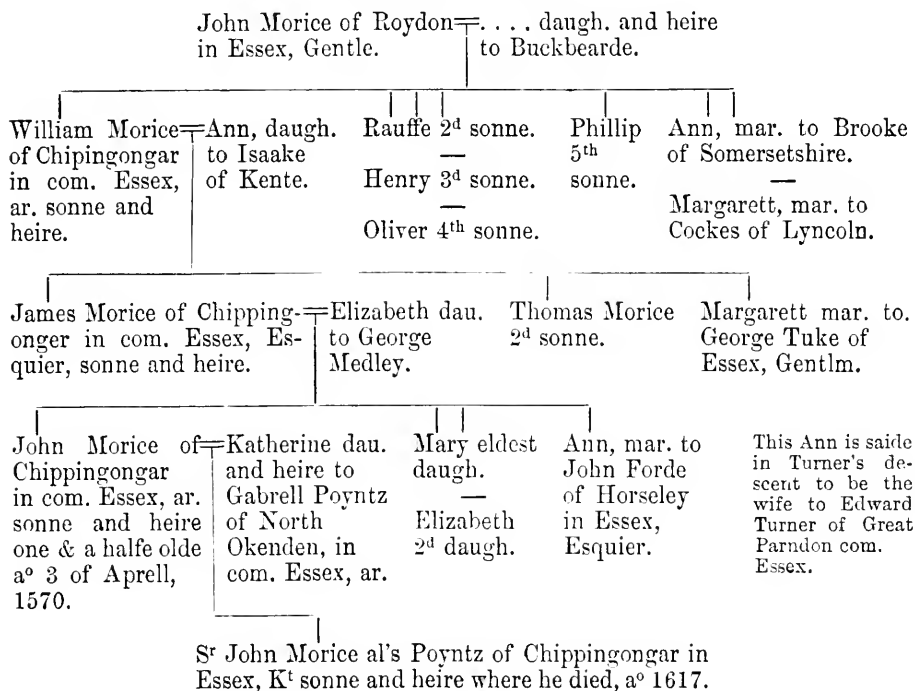 John Morice of Roydon=. . . . daugh. and heire
in Essex, Gentle.
to Buckbearde.
William Morice=Ann, daugh.
of Chipingongar
in com. Essex,
ar. sonne and
heire.
to Isaake
of Kente.
Rauffe 2d sonne.
—
Henry 3d sonne.
—
Oliver 4th sonne.
Phillip
5th
sonne.
Ann, mar. to Brooke
of Somersetshire.
—
Margarett, mar. to
Cockes of Lyncoln.
James Morice of Chipping-=Elizabeth dau.
onger in com. Essex, Es-
quier, sonne and heire.
to George
Medley.
Thomas Morice
2d sonne.
Margarett mar. to.
George Tuke of
Essex, Gentlm.
John Morice of=Katherine dau.
Chippingongar
in com. Essex, ar.
sonne and heire
one & a halfe olde
ao 3 of Aprell,
1570.
and heire to
Gabrell Poyntz
of North
Okenden, in
com. Essex, ar.
Mary eldest
daugh.
—
Elizabeth
2d daugh.
Ann, mar. to
John Forde
of Horseley
in Essex,
Esquier.
This Ann is saide
in Turner's de-
scent to be the
wife to Edward
Turner of Great
Parndon com.
Essex.
Sr John Morice al's Poyntz of Chippingongar in
Essex, Kt sonne and heire where he died, ao 1617.